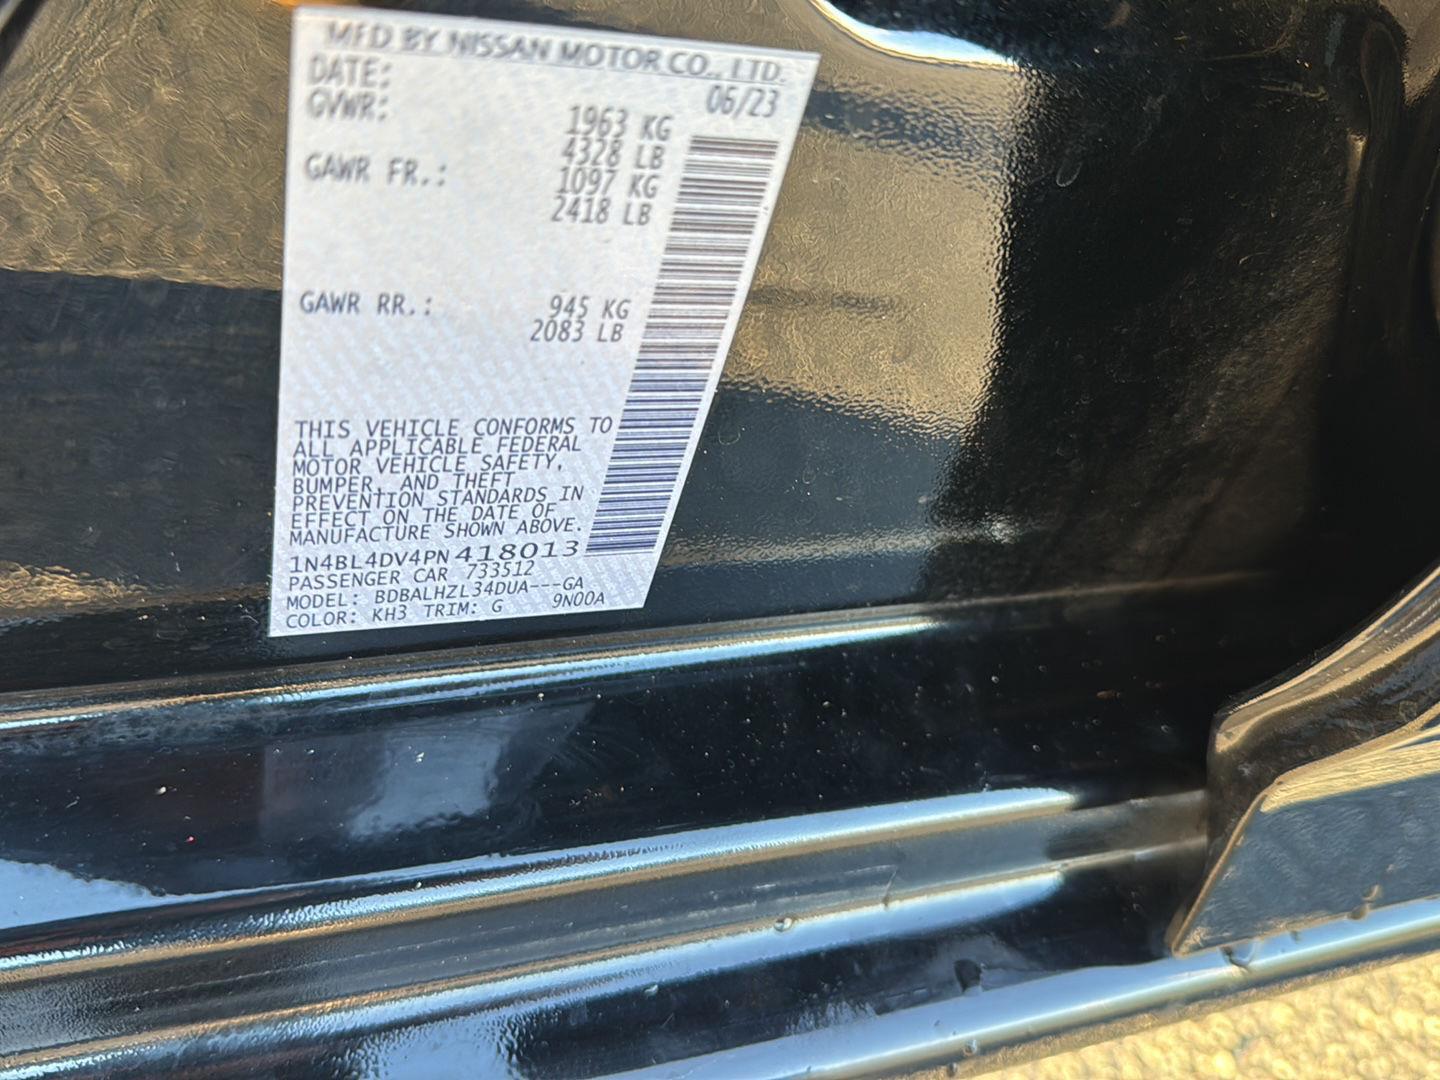 MFD BY NISSAN MOTOR CO., LTD.
DATE: 06/23
GVWR: 1963 KG
4328 LB
GAWR FR.: 1097 KG
2418 LB
GAWR RR.: 945 KG
2083 LB
THIS VEHICLE CONFORMS TO
ALL APPLICABLE FEDERAL
MOTOR VEHICLE SAFETY,
BUMPER, AND THEFT
PREVENTION STANDARDS IN
EFFECT ON THE DATE OF
MANUFACTURE SHOWN ABOVE.
1N4BL4DV4PN418013
PASSENGER CAR 733512
MODEL: BDBALHZL34DUA---GA
COLOR: KH3 TRIM: G 9N00A